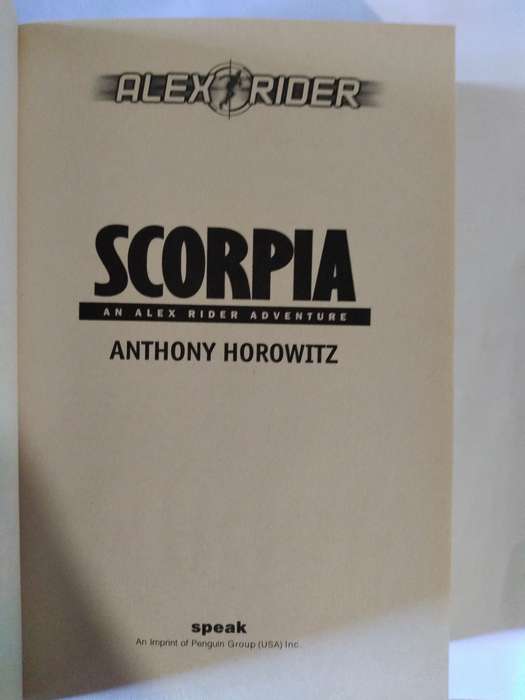 ALEX RIDER
SCORPIA
AN ALEX RIDER ADVENTURE
ANTHONY HOROWITZ
speak
An Imprint of Penguin Group (USA) Inc.